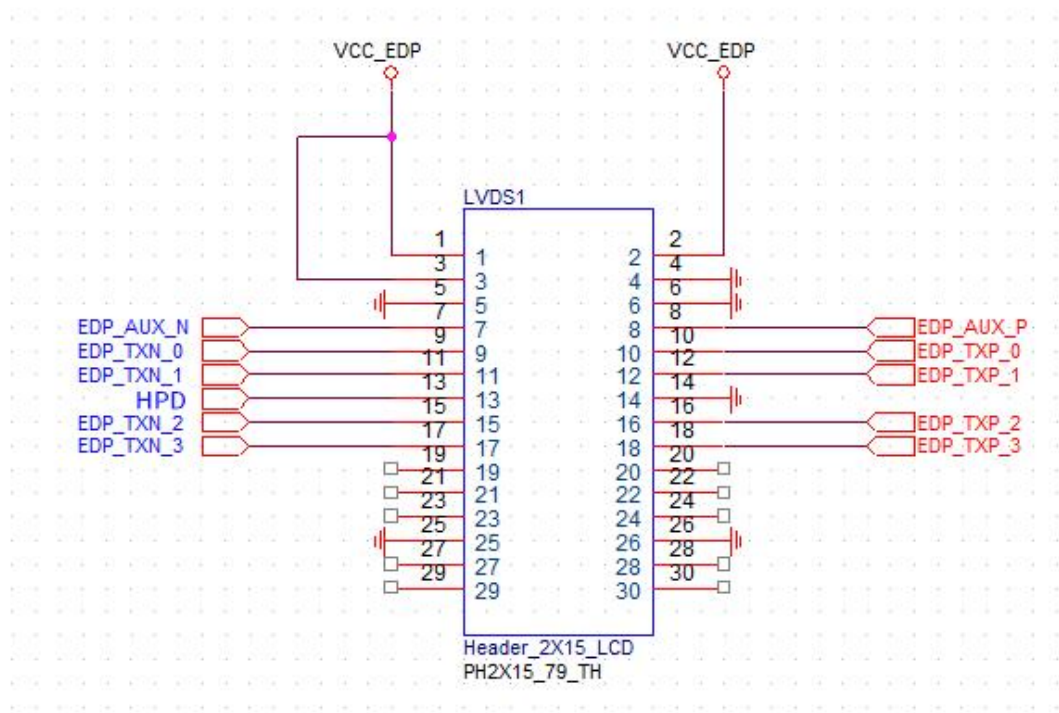 VCC_EDP VCC_EDP
LVDS1
1 1 2 2
3 3 4 4
5 5 6 6
EDP_AUX_N 7 7 8 8 EDP_AUX_P
EDP_TXN_0 9 9 10 10 EDP_TXP_0
EDP_TXN_1 11 11 12 12 EDP_TXP_1
HPD 13 13 14 14
EDP_TXN_2 15 15 16 16 EDP_TXP_2
EDP_TXN_3 17 17 18 18 EDP_TXP_3
19 19 20 20
21 21 22 22
23 23 24 24
25 25 26 26
27 27 28 28
29 29 30 30
Header_2X15_LCD
PH2X15_79_TH